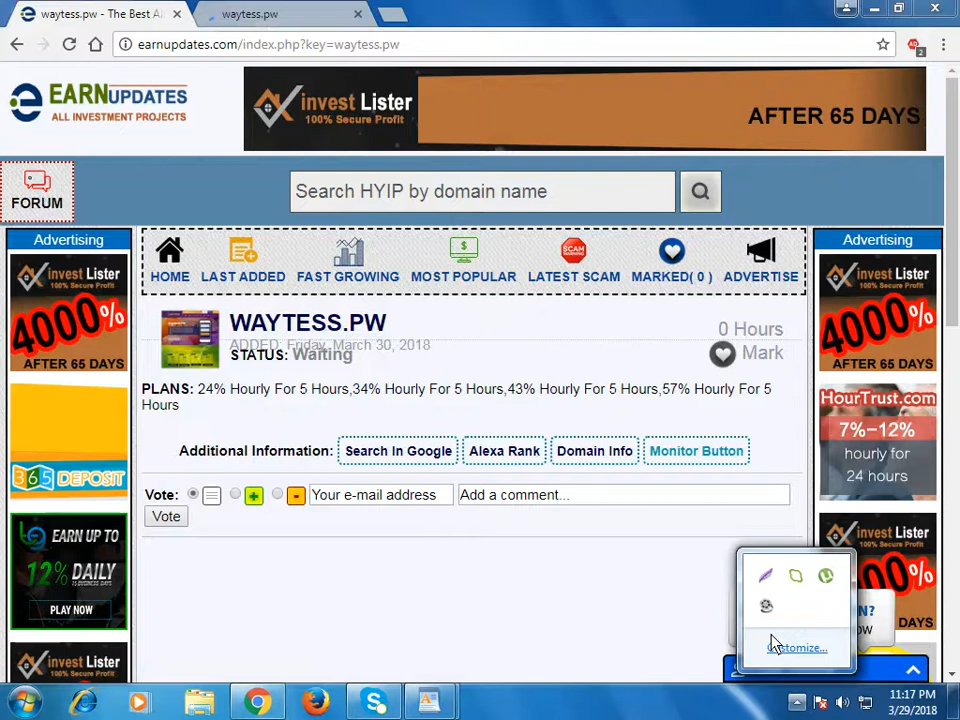 waytess.pw - The Best Al
waytess.pw
earnupdates.com/index.php?key=waytess.pw
2
EARNUPDATES
ALL INVESTMENT PROJECTS
invest Lister
100% Secure Profit
AFTER 65 DAYS
FORUM
Search HYIP by domain name
Advertising
invest Lister
100% Secure Profit
4000%
AFTER 65 DAYS
365 DEPOSIT
EARN UP TO
12% DAILY
PLAY NOW
invest Lister
100% Secure Profit
HOME
LAST ADDED
FAST GROWING
MOST POPULAR
LATEST SCAM
MARKED( 0 )
ADVERTISE
WAYTESS.PW
ADDED: Friday, March 30, 2018
STATUS: Waiting
0 Hours
Mark
PLANS: 24% Hourly For 5 Hours,34% Hourly For 5 Hours,43% Hourly For 5 Hours,57% Hourly For 5
Hours
Additional Information: Search In Google Alexa Rank Domain Info Monitor Button
Vote: Your e-mail address Add a comment...
Vote
Advertising
invest Lister
100% Secure Profit
4000%
AFTER 65 DAYS
HourTrust.com
7%–12%
hourly for
24 hours
invest Lister
100% Secure Profit
DAYS
Customize...
11:17 PM
3/29/2018